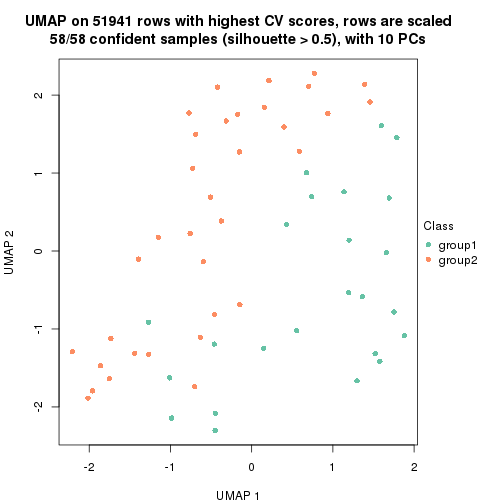 UMAP on 51941 rows with highest CV scores, rows are scaled
58/58 confident samples (silhouette > 0.5), with 10 PCs
2
1
0
-1
-2
UMAP 2
-2
-1
0
1
2
UMAP 1
Class
group1
group2